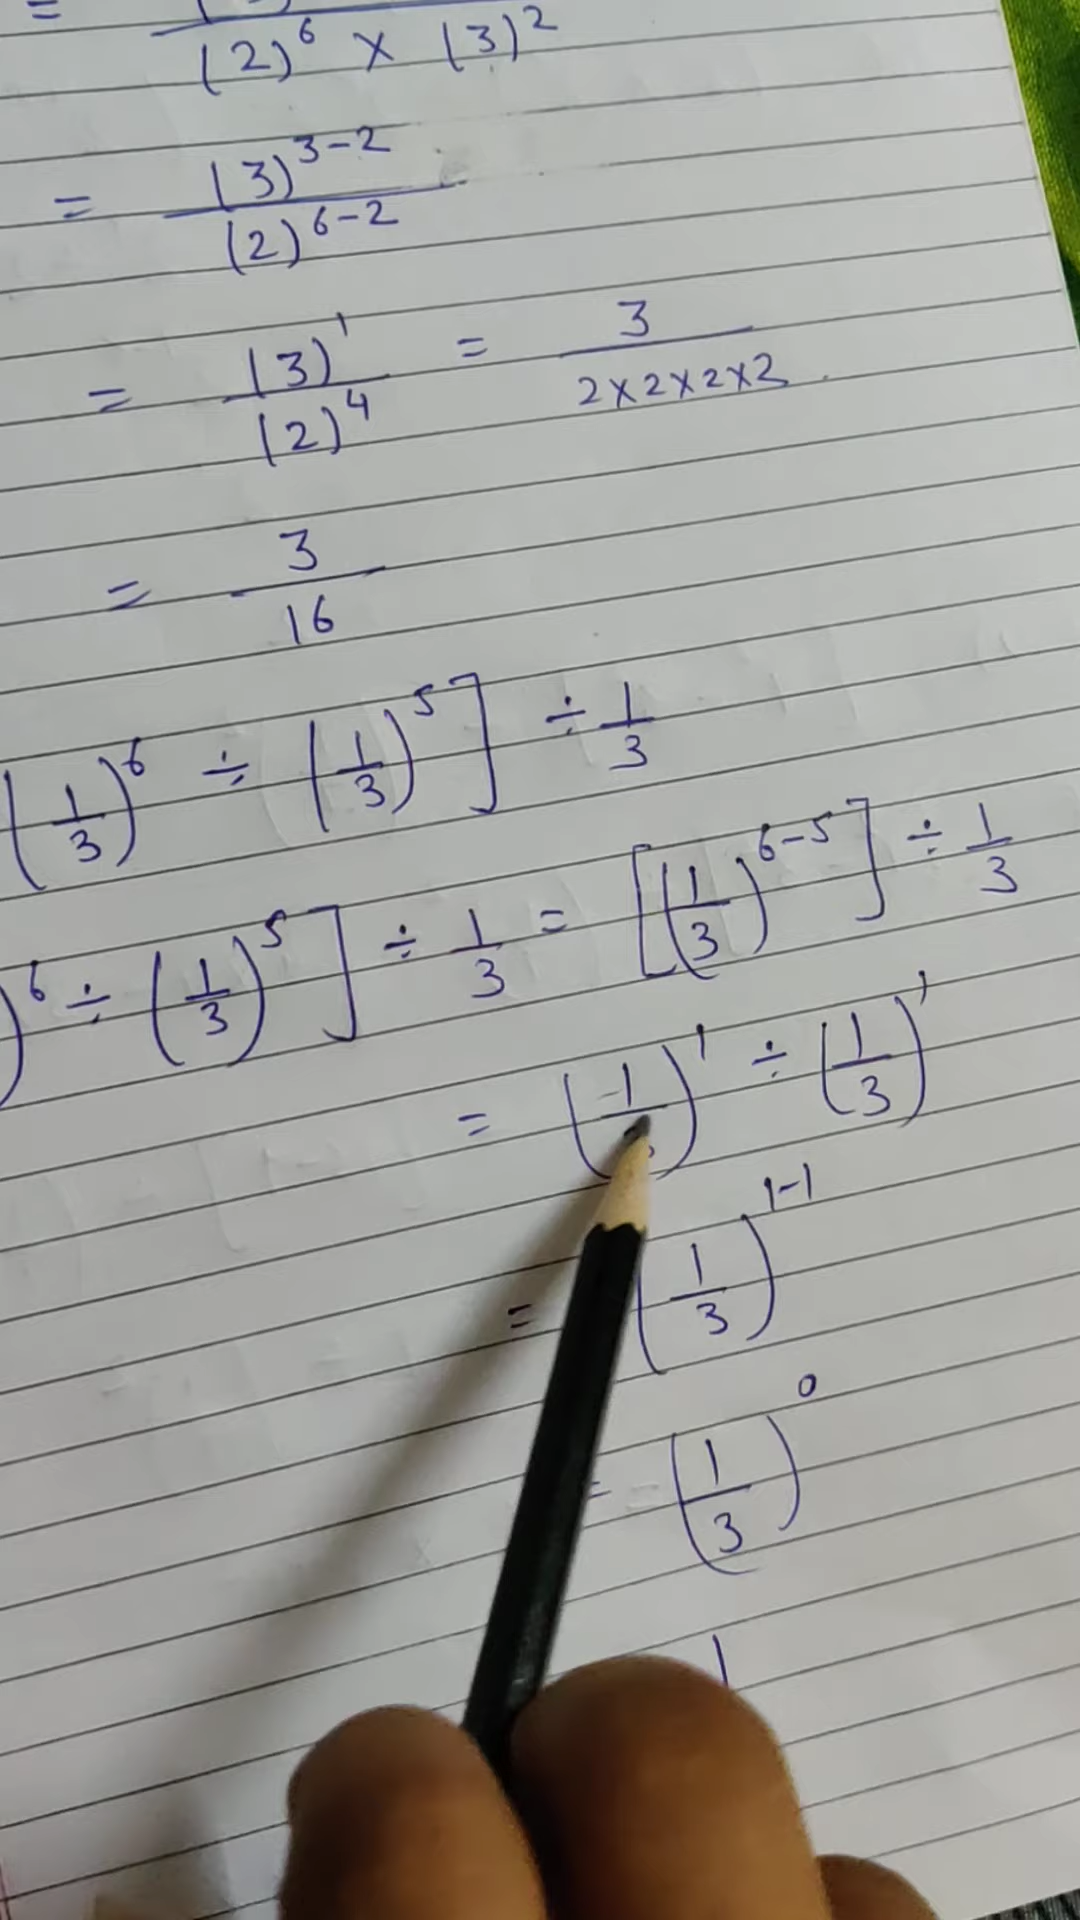 =
(2)^6 × (3)^2
= (3)^{3-2} / (2)^{6-2}
= (3)^1 / (2)^4 = 3 / 2×2×2×2
= 3/16
(1/3)^6 ÷ (1/3)^5 ] ÷ 1/3
)^6 ÷ (1/3)^5 ] ÷ 1/3 = [(1/3)^{6-5}] ÷ 1/3
= (1/ )^1 ÷ (1/3)^1
= (1/3)^{1-1}
= (1/3)^0
1